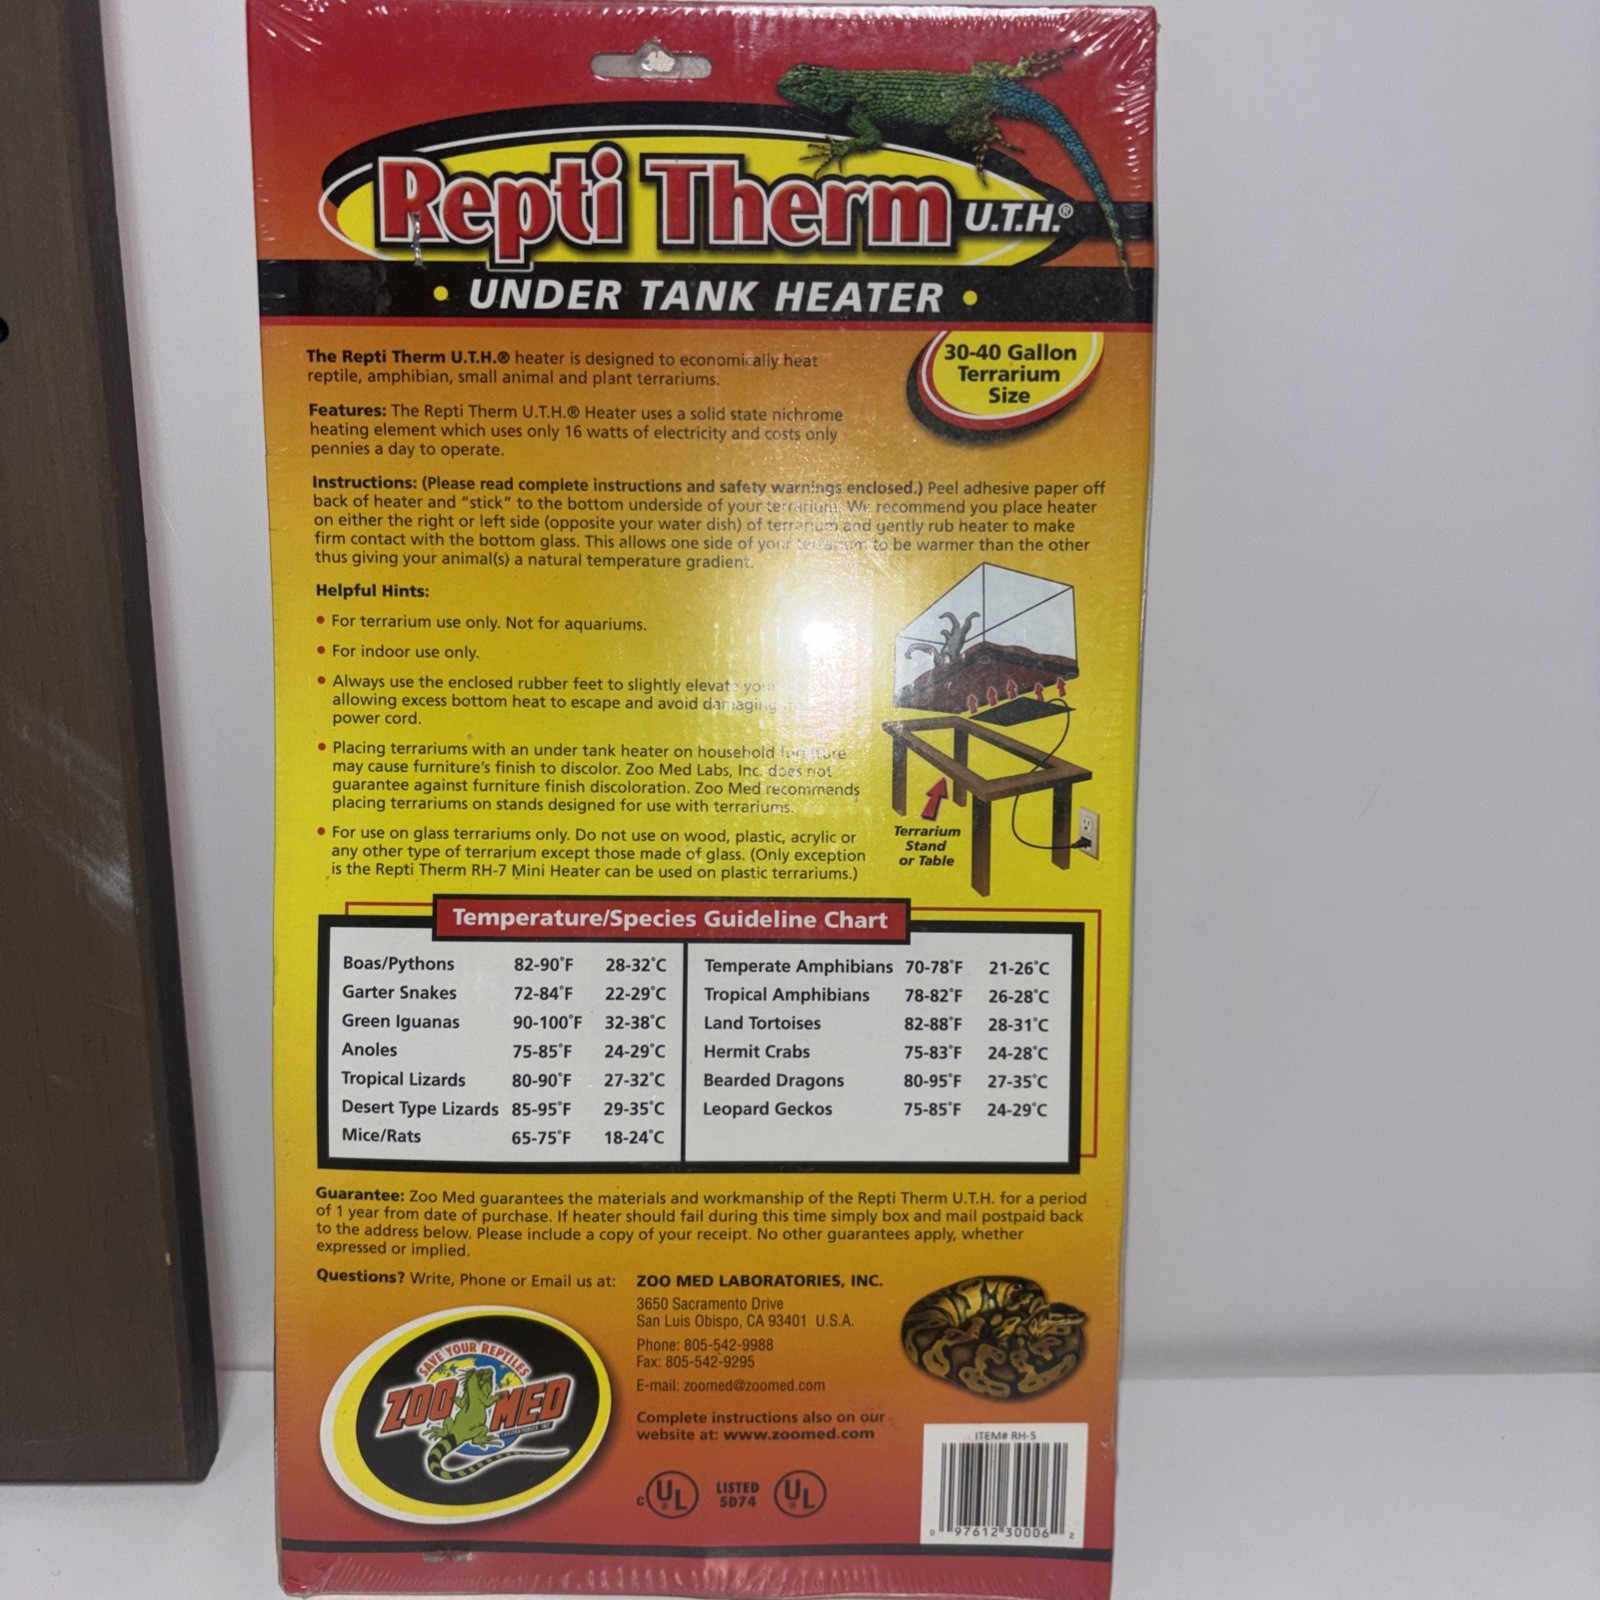 Repti Therm U.T.H.®
• UNDER TANK HEATER •
30-40 Gallon
Terrarium
Size
The Repti Therm U.T.H.® heater is designed to economically heat
reptile, amphibian, small animal and plant terrariums.
Features: The Repti Therm U.T.H.® Heater uses a solid state nichrome
heating element which uses only 16 watts of electricity and costs only
pennies a day to operate.
Instructions: (Please read complete instructions and safety warnings enclosed.) Peel adhesive paper off
back of heater and "stick" to the bottom underside of your terrarium. We recommend you place heater
on either the right or left side (opposite your water dish) of terrarium and gently rub heater to make
firm contact with the bottom glass. This allows one side of your terrarium to be warmer than the other
thus giving your animal(s) a natural temperature gradient.
Helpful Hints:
• For terrarium use only. Not for aquariums.
• For indoor use only.
• Always use the enclosed rubber feet to slightly elevate
allowing excess bottom heat to escape and avoid damaging
power cord.
• Placing terrariums with an under tank heater on household furniture
may cause furniture's finish to discolor. Zoo Med Labs, Inc. does not
guarantee against furniture finish discoloration. Zoo Med recommends
placing terrariums on stands designed for use with terrariums.
• For use on glass terrariums only. Do not use on wood, plastic, acrylic or
any other type of terrarium except those made of glass. (Only exception
is the Repti Therm RH-7 Mini Heater can be used on plastic terrariums.)
Terrarium
Stand
or Table
Temperature/Species Guideline Chart
Boas/Pythons 82-90°F 28-32°C
Garter Snakes 72-84°F 22-29°C
Green Iguanas 90-100°F 32-38°C
Anoles 75-85°F 24-29°C
Tropical Lizards 80-90°F 27-32°C
Desert Type Lizards 85-95°F 29-35°C
Mice/Rats 65-75°F 18-24°C
Temperate Amphibians 70-78°F 21-26°C
Tropical Amphibians 78-82°F 26-28°C
Land Tortoises 82-88°F 28-31°C
Hermit Crabs 75-83°F 24-28°C
Bearded Dragons 80-95°F 27-35°C
Leopard Geckos 75-85°F 24-29°C
Guarantee: Zoo Med guarantees the materials and workmanship of the Repti Therm U.T.H. for a period
of 1 year from date of purchase. If heater should fail during this time simply box and mail postpaid back
to the address below. Please include a copy of your receipt. No other guarantees apply, whether
expressed or implied.
Questions? Write, Phone or Email us at:
ZOO MED LABORATORIES, INC.
3650 Sacramento Drive
San Luis Obispo, CA 93401 U.S.A.
Phone: 805-542-9988
Fax: 805-542-9295
E-mail: zoomed@zoomed.com
Complete instructions also on our
website at: www.zoomed.com
SAVE YOUR REPTILES
ZOO MED
LABORATORIES INC
c UL ® LISTED
5D74
UL ®
ITEM# RH-5
0 97612 30006 2